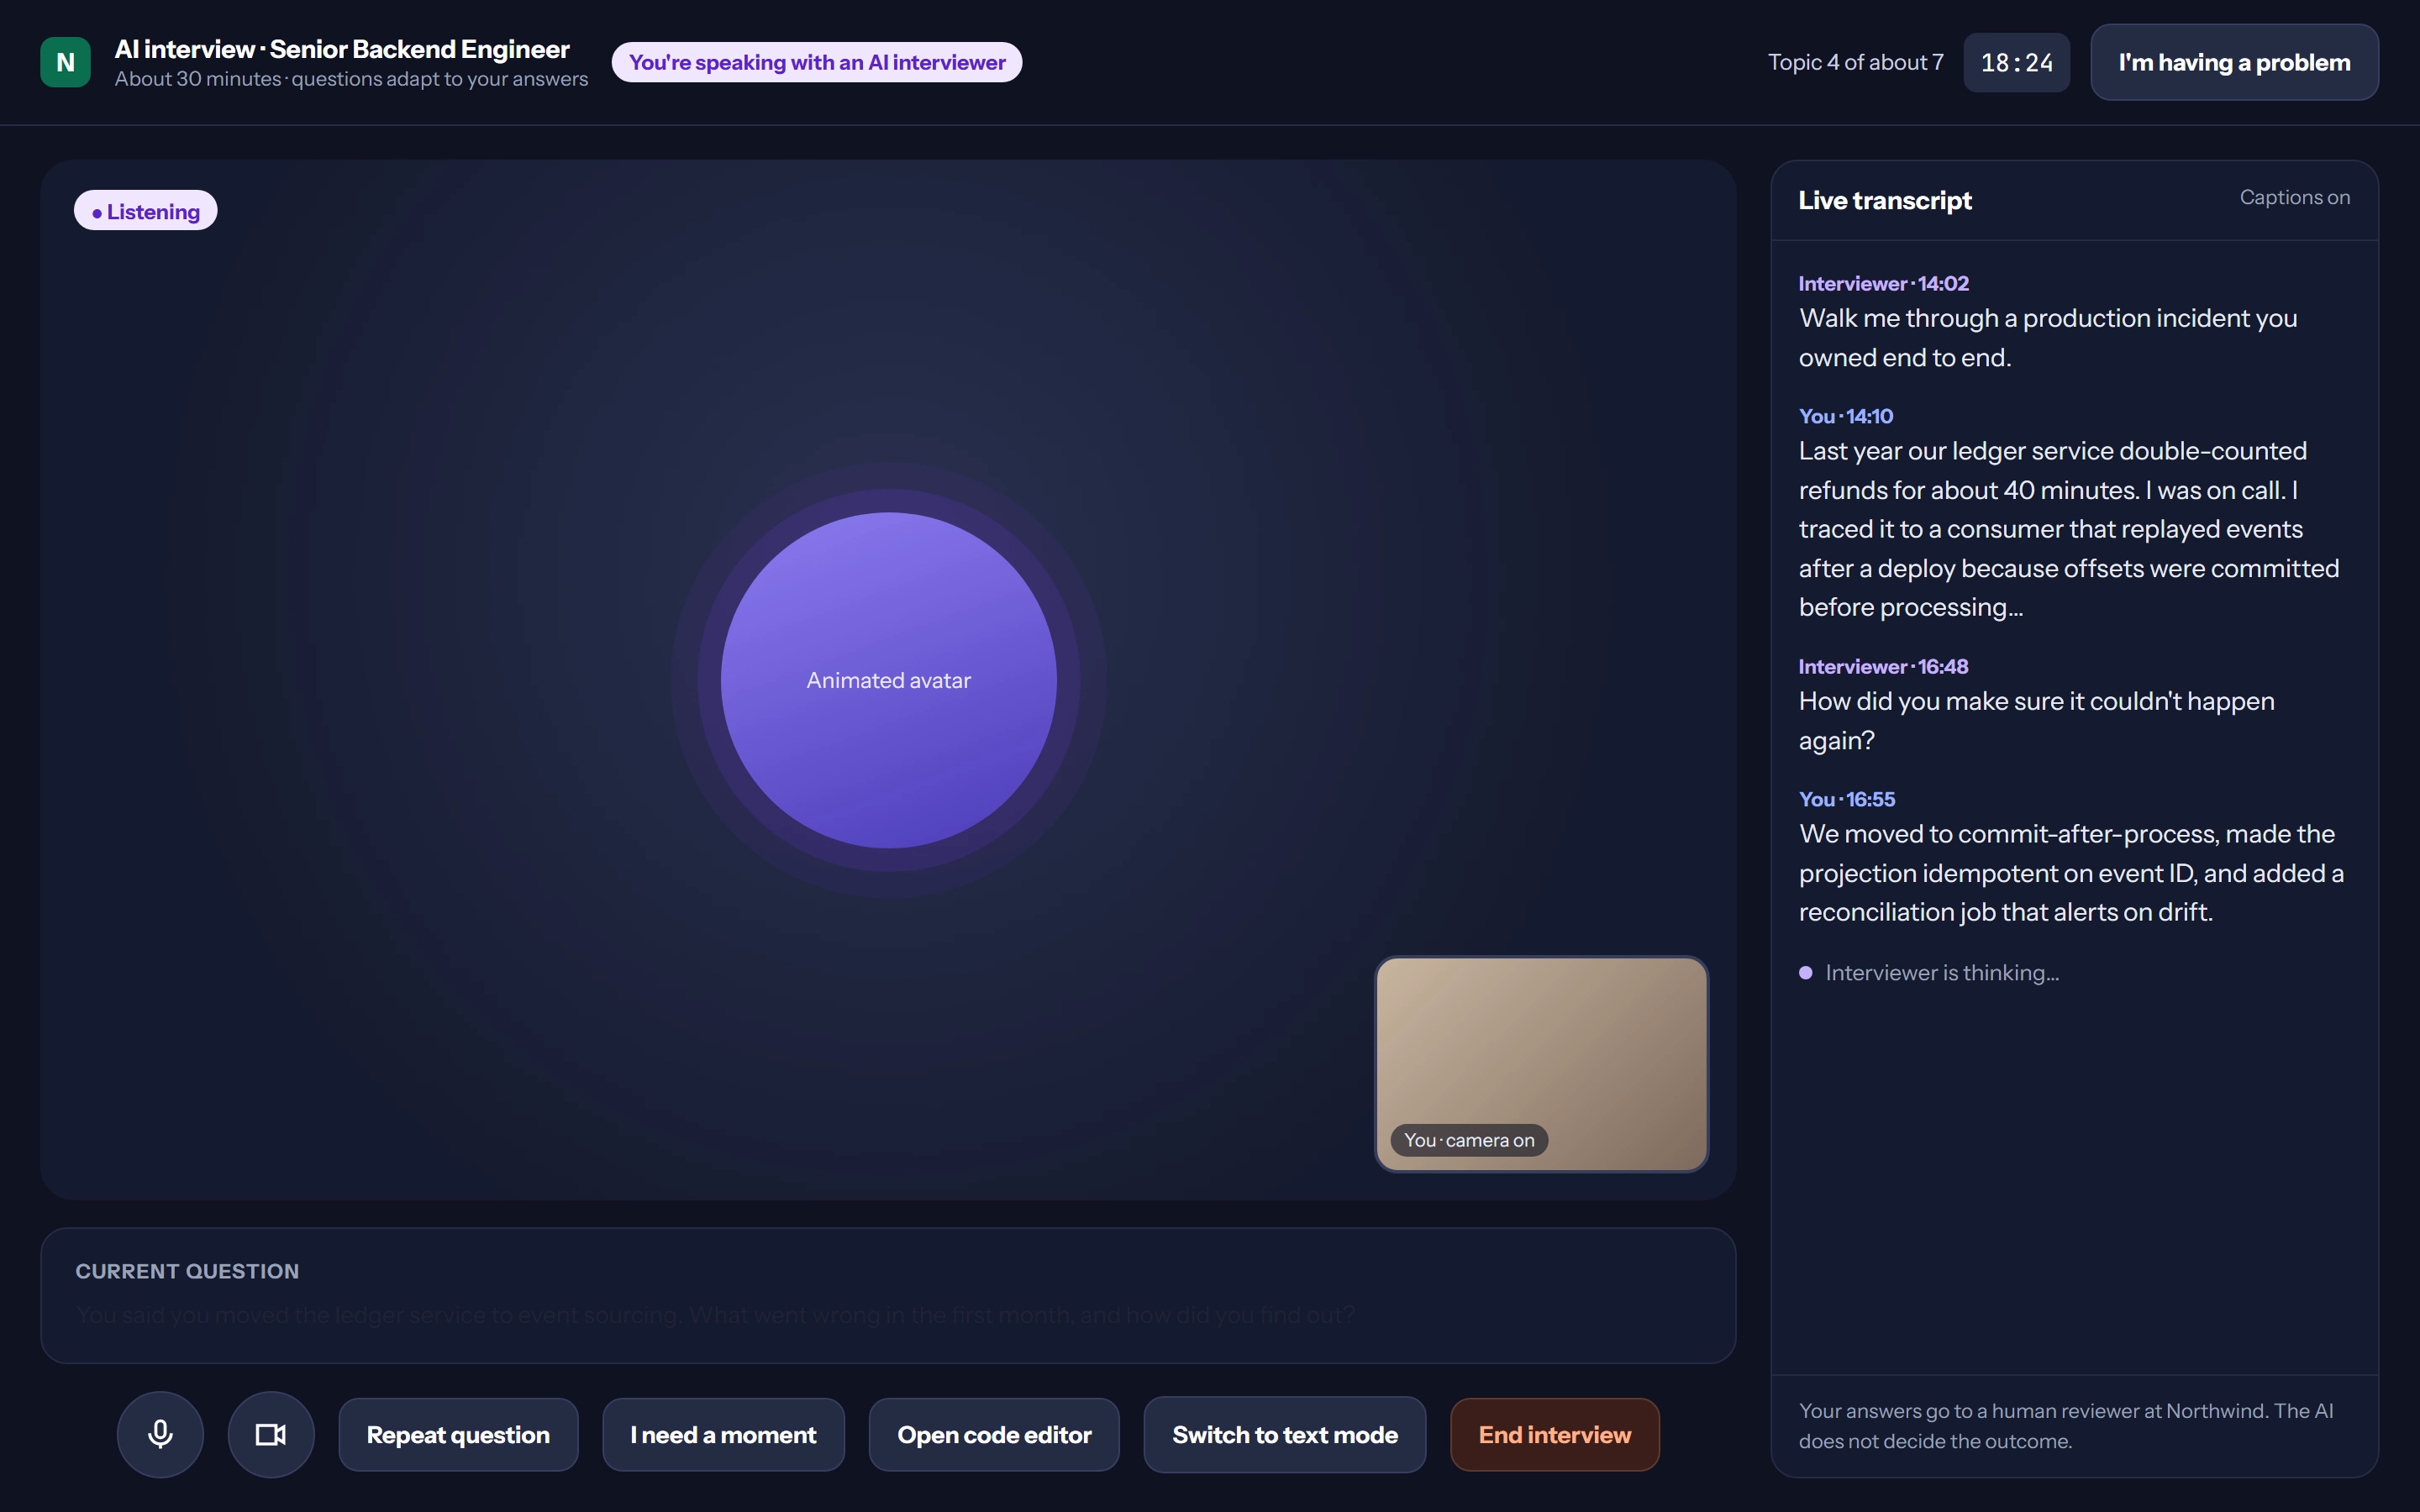 N
AI interview · Senior Backend Engineer
About 30 minutes · questions adapt to your answers
You're speaking with an AI interviewer
Topic 4 of about 7
18:24
I'm having a problem
● Listening
Animated avatar
You · camera on
CURRENT QUESTION
You said you moved the ledger service to event sourcing. What went wrong in the first month, and how did you find out?
Repeat question
I need a moment
Open code editor
Switch to text mode
End interview
Live transcript
Captions on
Interviewer · 14:02
Walk me through a production incident you
owned end to end.
You · 14:10
Last year our ledger service double-counted
refunds for about 40 minutes. I was on call. I
traced it to a consumer that replayed events
after a deploy because offsets were committed
before processing…
Interviewer · 16:48
How did you make sure it couldn't happen
again?
You · 16:55
We moved to commit-after-process, made the
projection idempotent on event ID, and added a
reconciliation job that alerts on drift.
Interviewer is thinking…
Your answers go to a human reviewer at Northwind. The AI
does not decide the outcome.